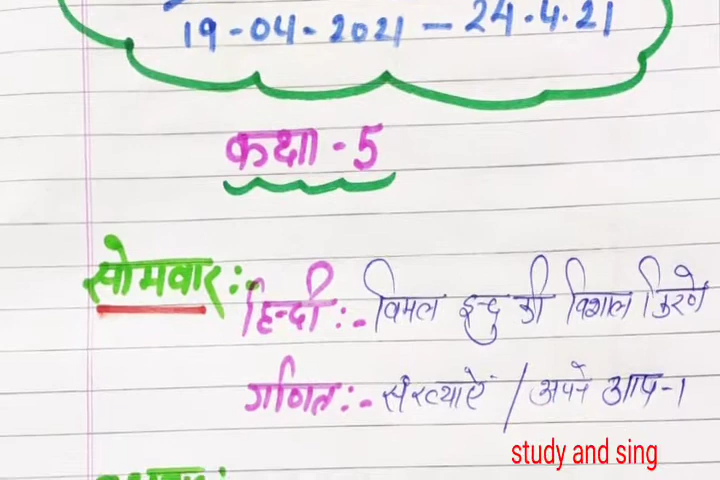 19-04-2021 - 24.4.21
कक्षा - 5
सोमवार :
हिन्दी :- विमल इन्दु की विशाल किरणे
गणित :- संख्याऐं / अपने आप-1
study and sing